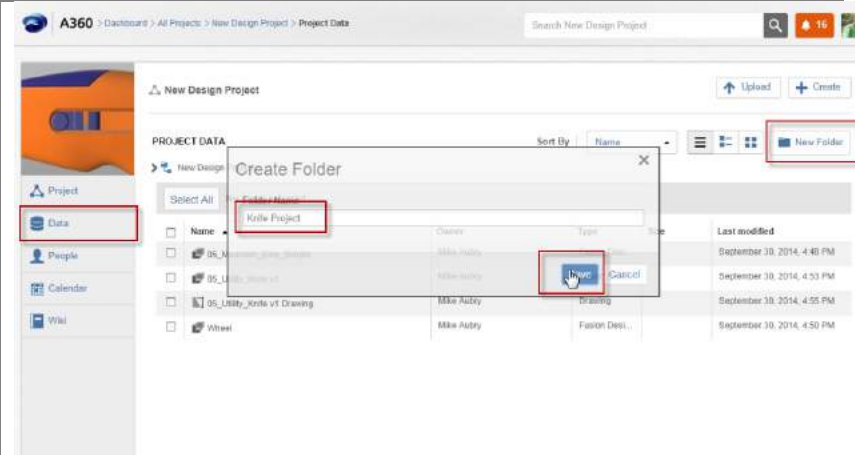 A360 > Dashboard > All Projects > New Design Project > Project Data
Search New Design Project
16
New Design Project
Upload
Create
PROJECT DATA
Sort By
Name
New Folder
New Design
Create Folder
Select All
Folder Name
Knife Project
Project
Data
People
Calendar
Wiki
Name
Owner
Type
Size
Last modified
Mike Aubry
September 30, 2014, 4:48 PM
Save
Cancel
September 30, 2014, 4:53 PM
05_Utility_Knife v1 Drawing
Mike Aubry
Drawing
September 30, 2014, 4:55 PM
Wheel
Mike Aubry
Fusion Desi...
September 30, 2014, 4:50 PM